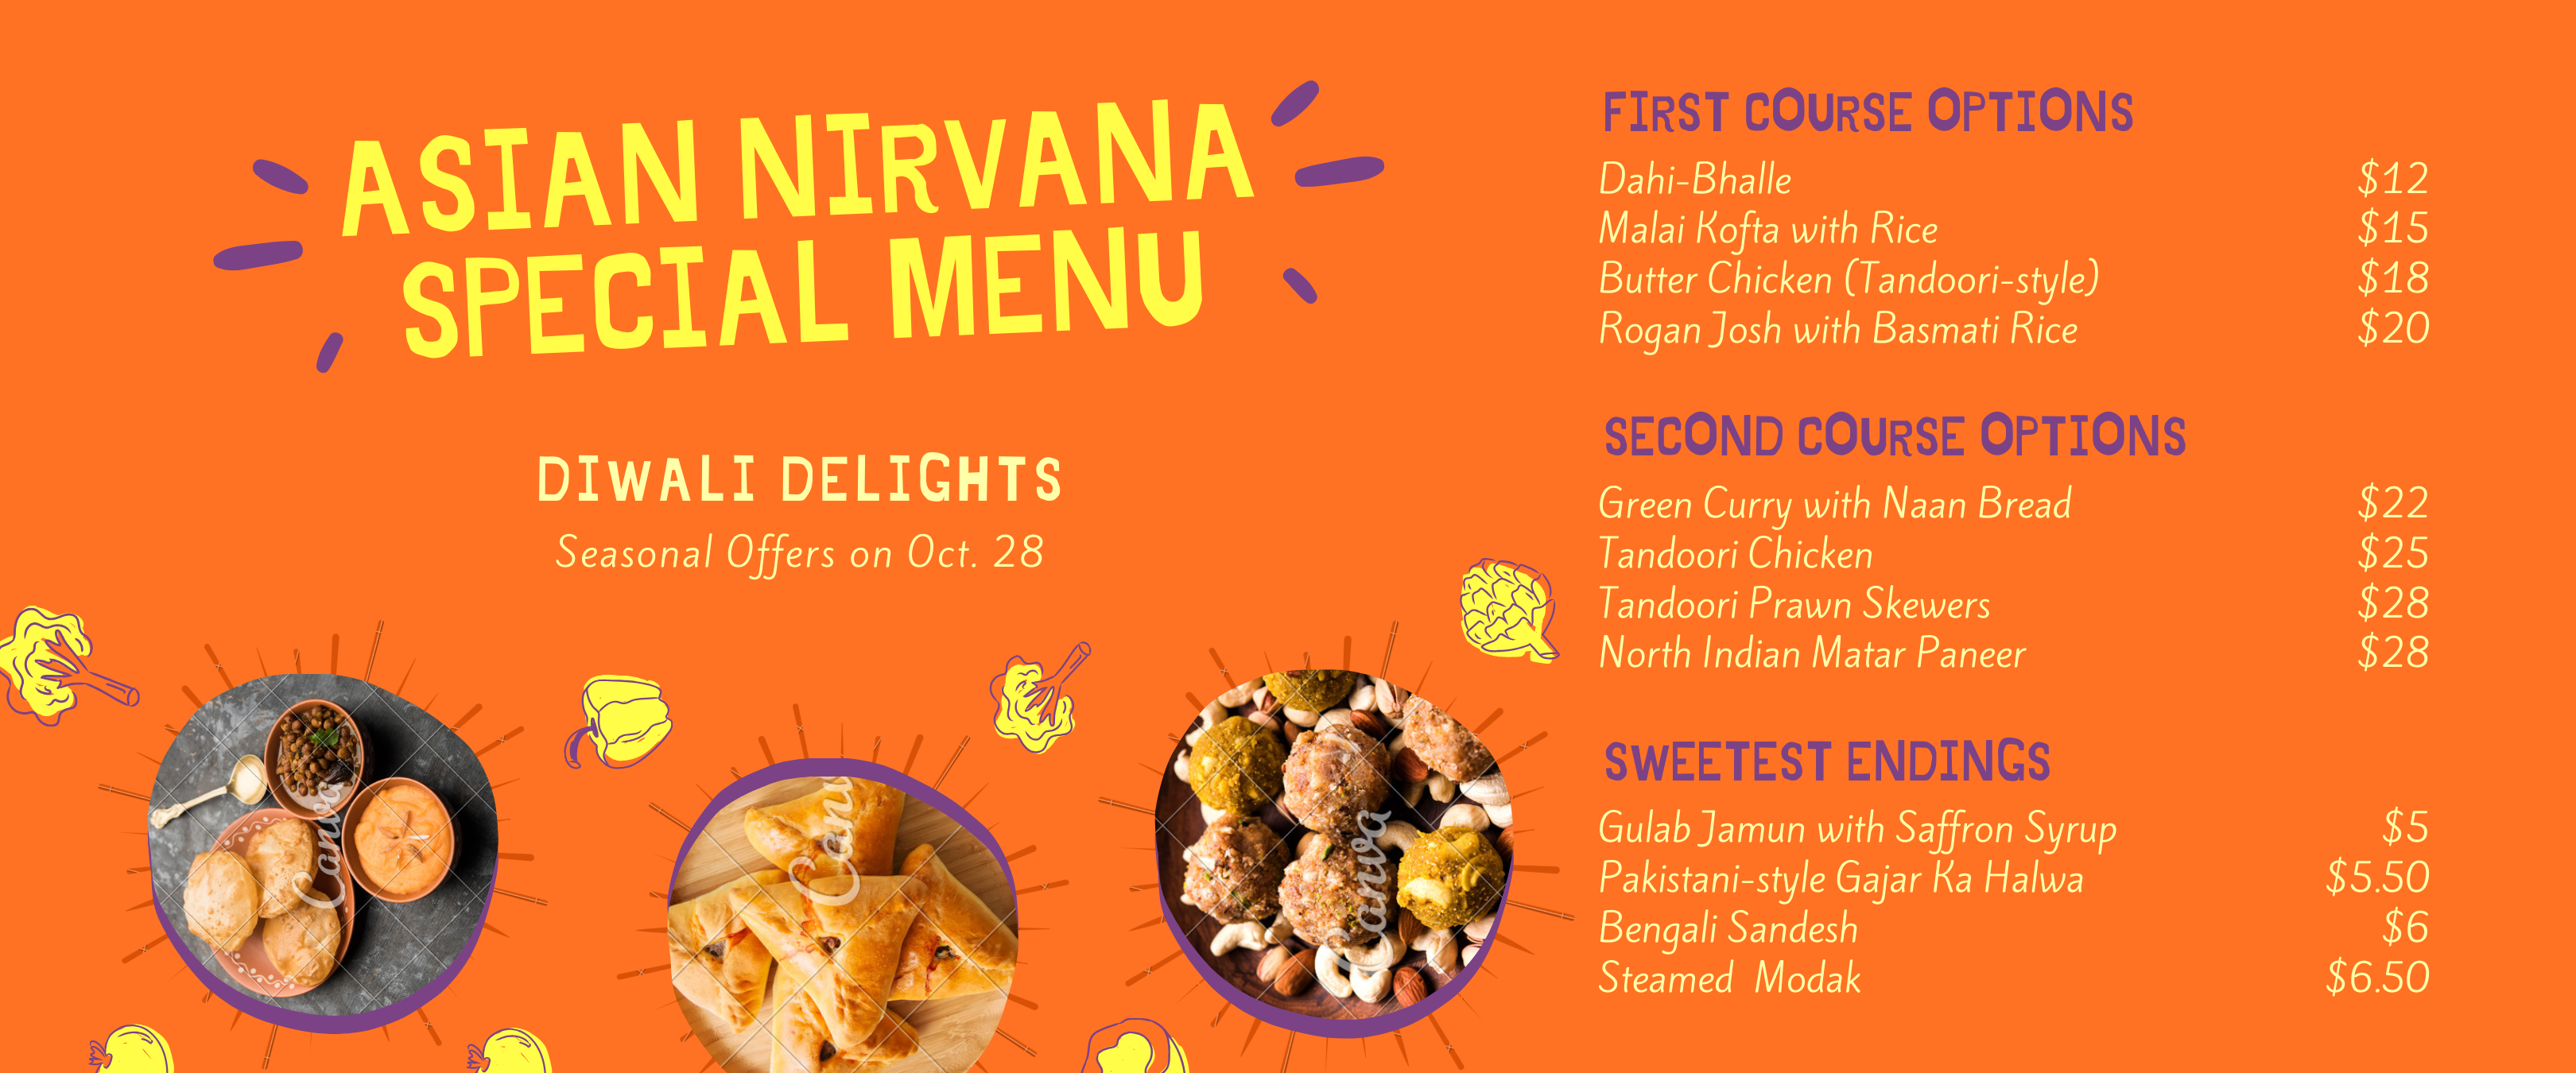 ASIAN NIRVANA
SPECIAL MENU
DIWALI DELIGHTS
Seasonal Offers on Oct. 28
FIRST COURSE OPTIONS
Dahi-Bhalle $12
Malai Kofta with Rice $15
Butter Chicken (Tandoori-style) $18
Rogan Josh with Basmati Rice $20
SECOND COURSE OPTIONS
Green Curry with Naan Bread $22
Tandoori Chicken $25
Tandoori Prawn Skewers $28
North Indian Matar Paneer $28
SWEETEST ENDINGS
Gulab Jamun with Saffron Syrup $5
Pakistani-style Gajar Ka Halwa $5.50
Bengali Sandesh $6
Steamed  Modak $6.50
Canva
Canv
Canva